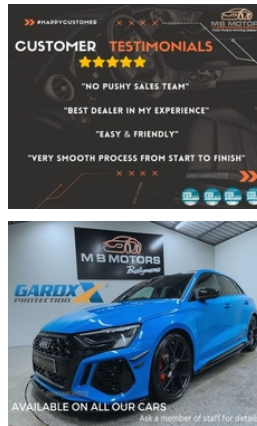 #HAPPYCUSTOMER
M B MOTORS
CUSTOMER TESTIMONIALS
"NO PUSHY SALES TEAM"
"BEST DEALER IN MY EXPERIENCE"
"EASY & FRIENDLY"
"VERY SMOOTH PROCESS FROM START TO FINISH"
M B MOTORS
Ballymena
GARDX
PROTECTION
AVAILABLE ON ALL OUR CARS
Ask a member of staff for details